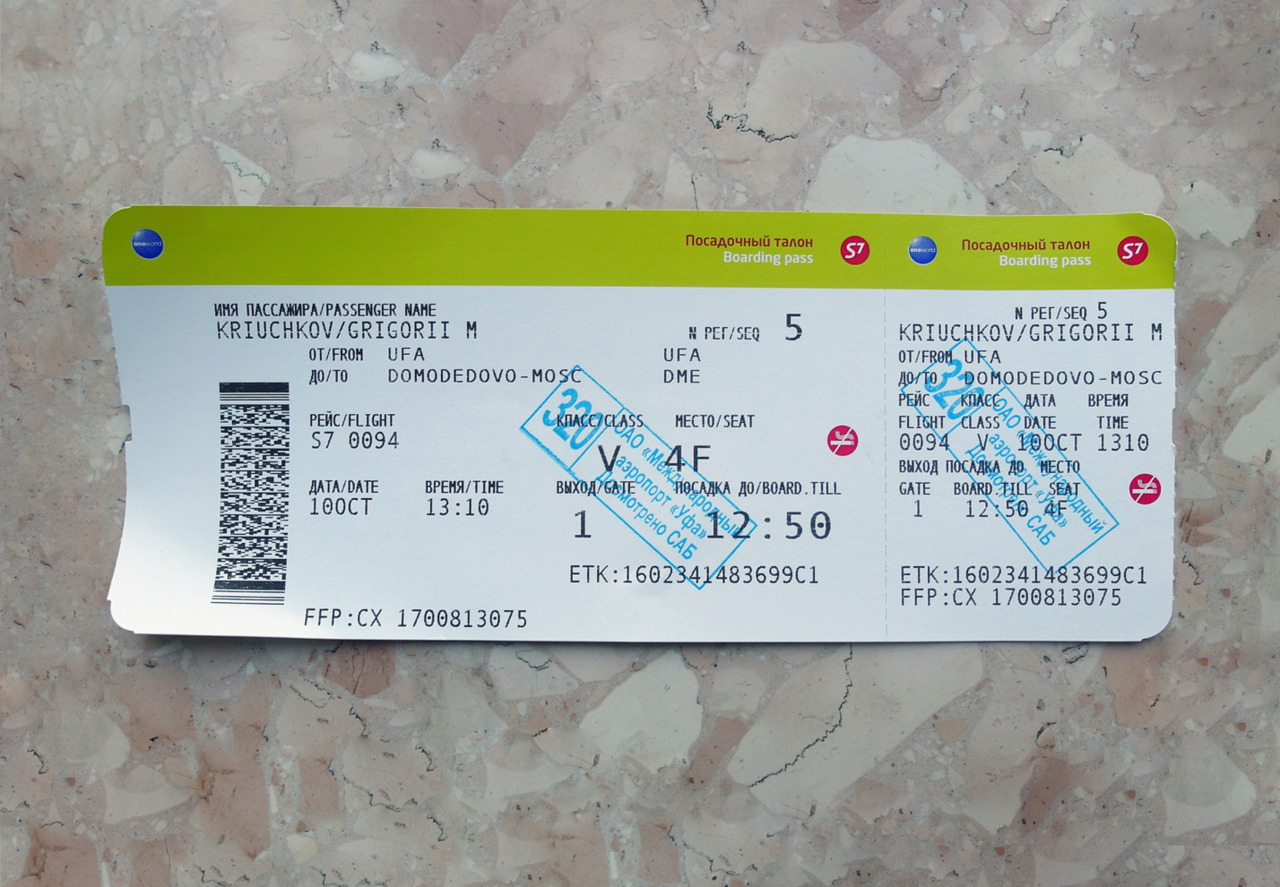 oneworld
Посадочный талон
Boarding pass
S7
ИМЯ ПАССАЖИРА/PASSENGER NAME
KRIUCHKOV/GRIGORII M
N РЕГ/SEQ 5
ОТ/FROM UFA UFA
ДО/TO DOMODEDOVO-MOSC DME
РЕЙС/FLIGHT КЛАСС/CLASS МЕСТО/SEAT
S7 0094 V 4F
ДАТА/DATE ВРЕМЯ/TIME ВЫХОД/GATE ПОСАДКА ДО/BOARD.TILL
10OCT 13:10 1 12:50
ETK:1602341483699C1
FFP:CX 1700813075
320
ОАО «Международный
аэропорт «Уфа»
Досмотрено САБ
oneworld
Посадочный талон
Boarding pass
S7
N РЕГ/SEQ 5
KRIUCHKOV/GRIGORII M
ОТ/FROM UFA
ДО/TO DOMODEDOVO-MOSC
РЕЙС КЛАСС ДАТА ВРЕМЯ
FLIGHT CLASS DATE TIME
0094 V 10OCT 1310
ВЫХОД ПОСАДКА ДО МЕСТО
GATE BOARD.TILL SEAT
1 12:50 4F
ETK:1602341483699C1
FFP:CX 1700813075
320
ОАО «Международный
аэропорт «Уфа»
Досмотрено САБ